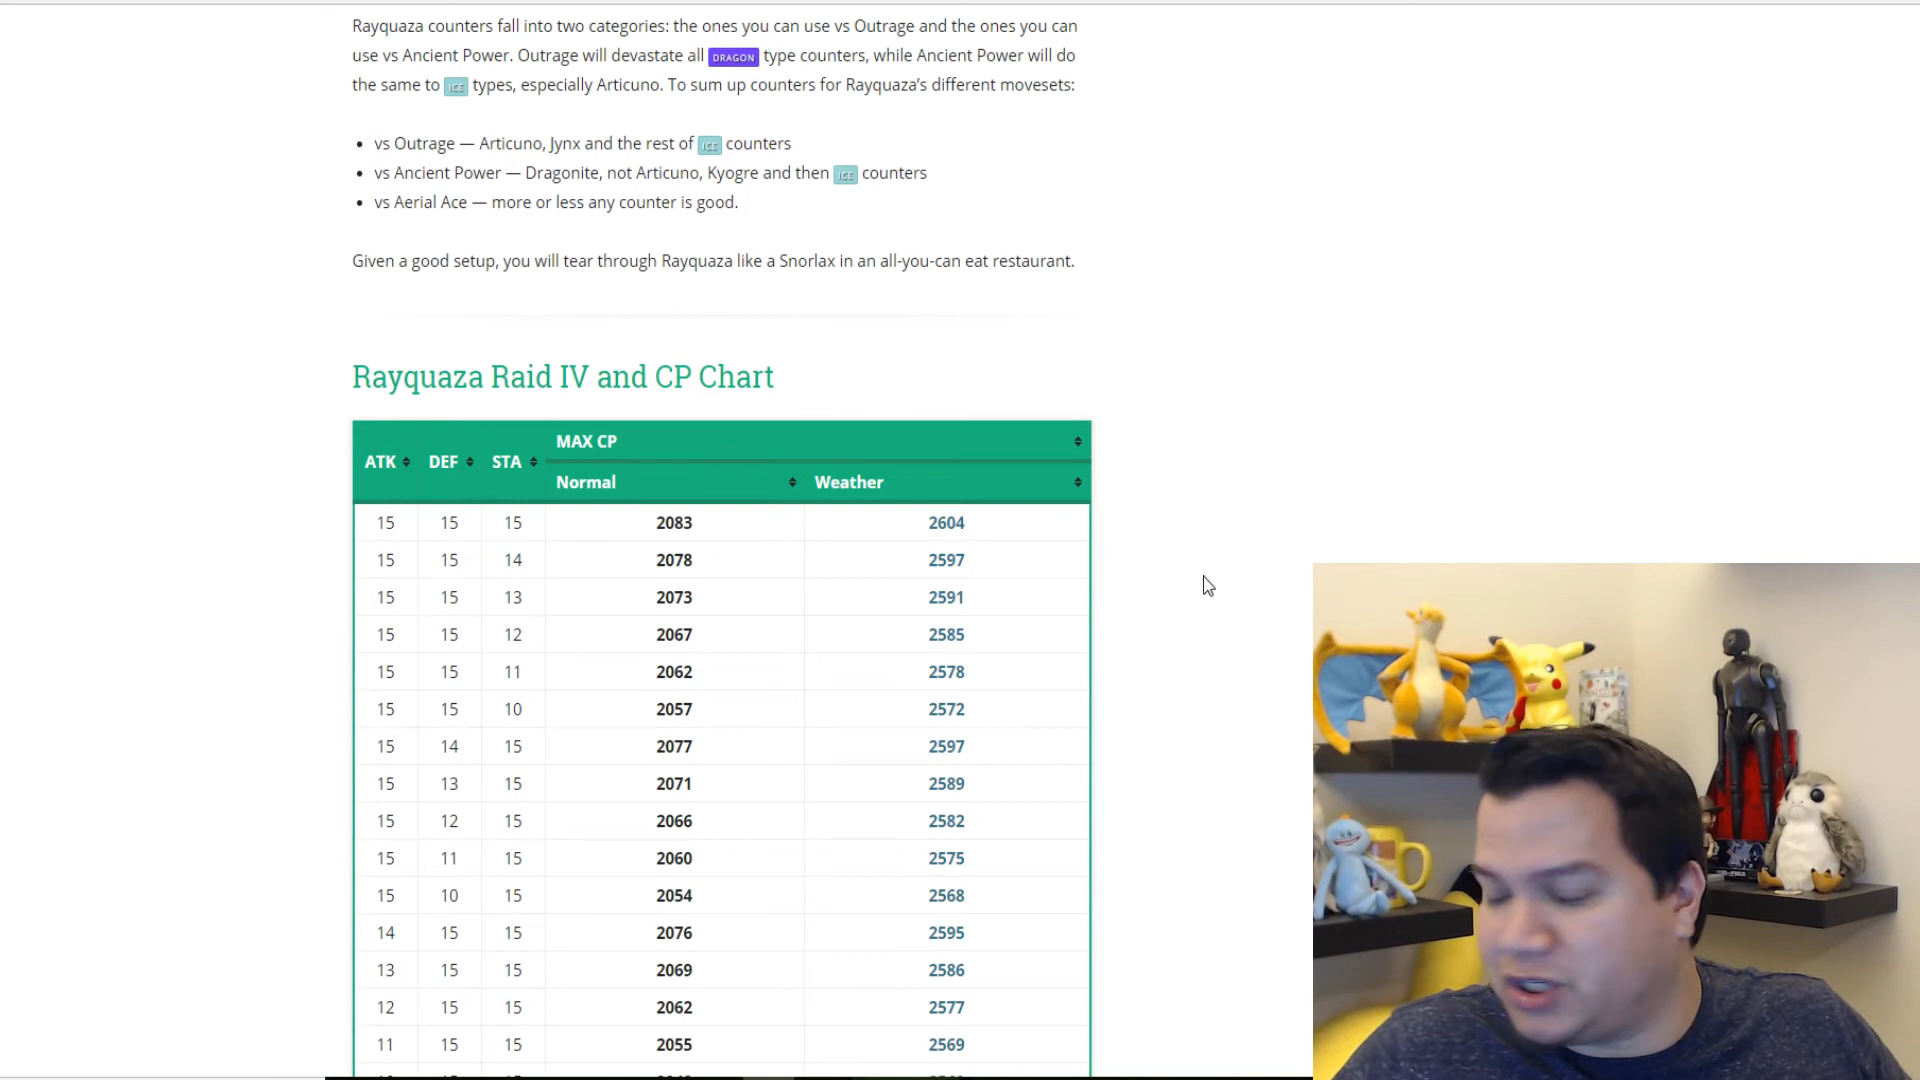 Rayquaza counters fall into two categories: the ones you can use vs Outrage and the ones you can
use vs Ancient Power. Outrage will devastate all DRAGON type counters, while Ancient Power will do
the same to ICE types, especially Articuno. To sum up counters for Rayquaza's different movesets:
• vs Outrage — Articuno, Jynx and the rest of ICE counters
• vs Ancient Power — Dragonite, not Articuno, Kyogre and then ICE counters
• vs Aerial Ace — more or less any counter is good.
Given a good setup, you will tear through Rayquaza like a Snorlax in an all-you-can eat restaurant.
Rayquaza Raid IV and CP Chart
ATK DEF STA MAX CP
Normal Weather
15 15 15 2083 2604
15 15 14 2078 2597
15 15 13 2073 2591
15 15 12 2067 2585
15 15 11 2062 2578
15 15 10 2057 2572
15 14 15 2077 2597
15 13 15 2071 2589
15 12 15 2066 2582
15 11 15 2060 2575
15 10 15 2054 2568
14 15 15 2076 2595
13 15 15 2069 2586
12 15 15 2062 2577
11 15 15 2055 2569